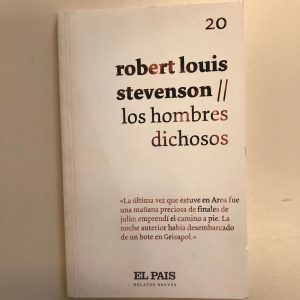 20
robert louis
stevenson //
los hombres
dichosos
«La última vez que estuve en Aros fue
una mañana preciosa de finales de
julio; emprendí el camino a pie. La
noche anterior había desembarcado
de un bote en Grisapol.»
EL PAIS
RELATOS BREVES